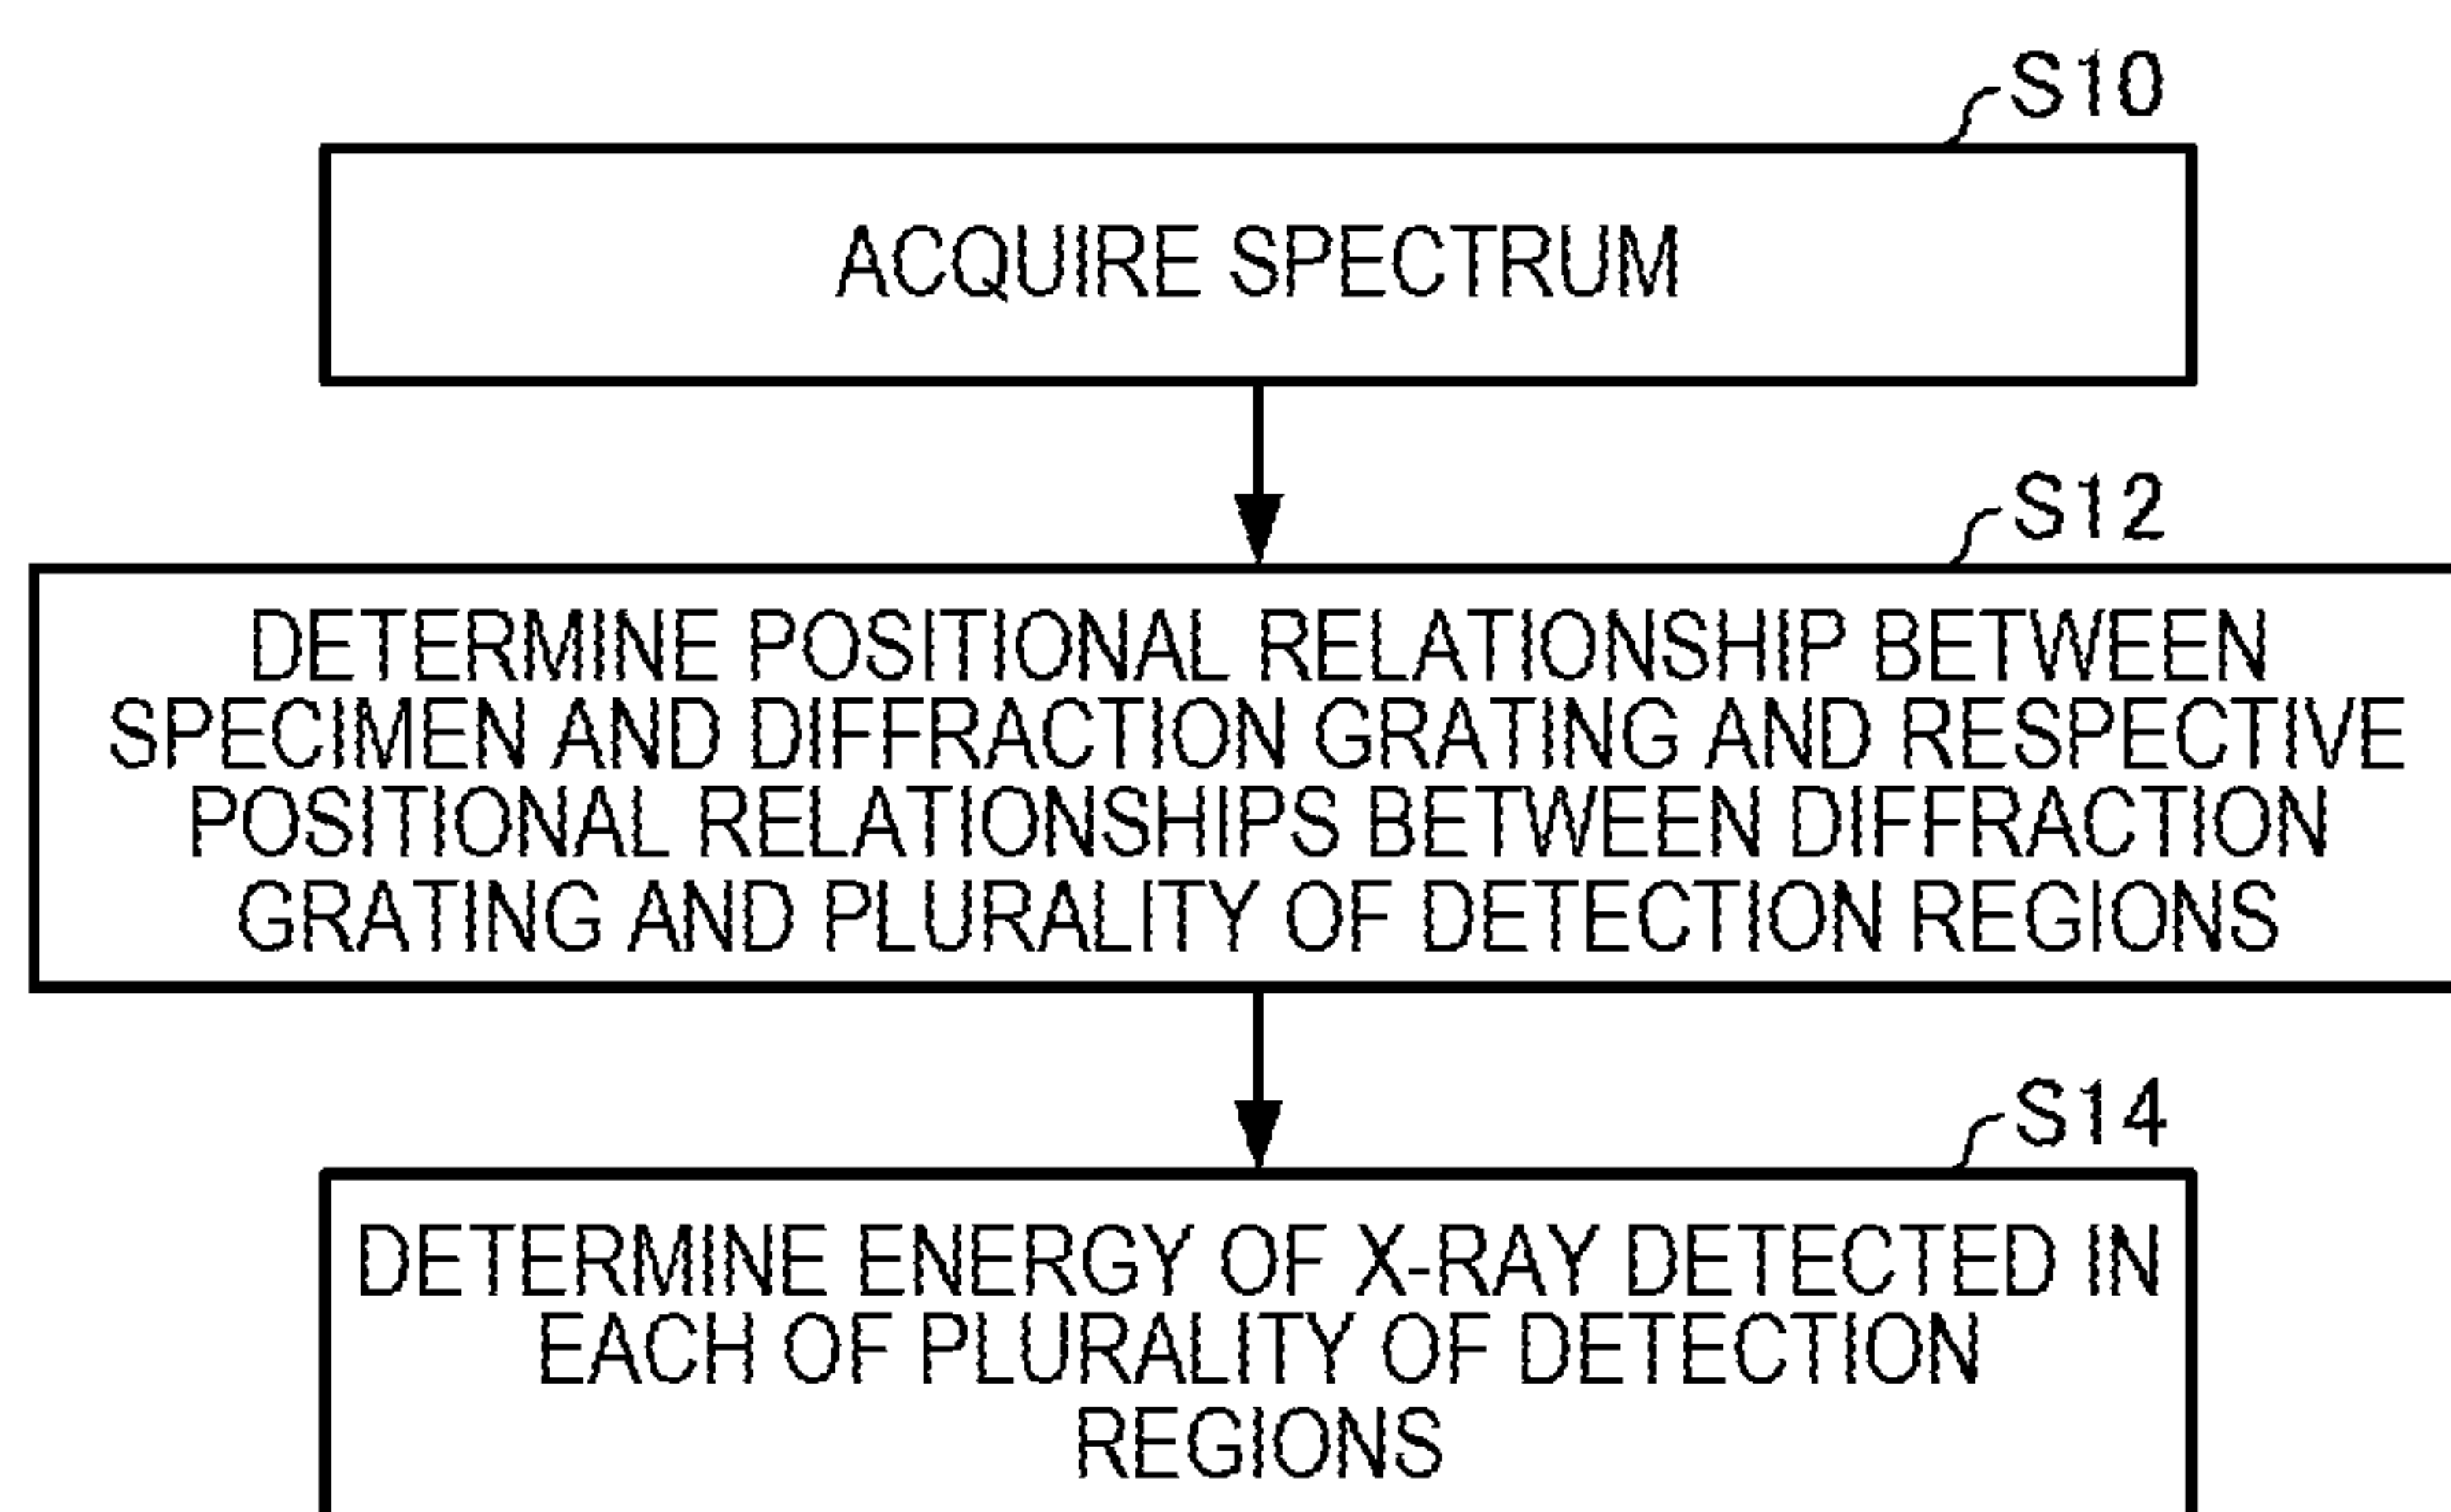 S10
ACQUIRE SPECTRUM
S12
DETERMINE POSITIONAL RELATIONSHIP BETWEEN
SPECIMEN AND DIFFRACTION GRATING AND RESPECTIVE
POSITIONAL RELATIONSHIPS BETWEEN DIFFRACTION
GRATING AND PLURALITY OF DETECTION REGIONS
S14
DETERMINE ENERGY OF X-RAY DETECTED IN
EACH OF PLURALITY OF DETECTION
REGIONS